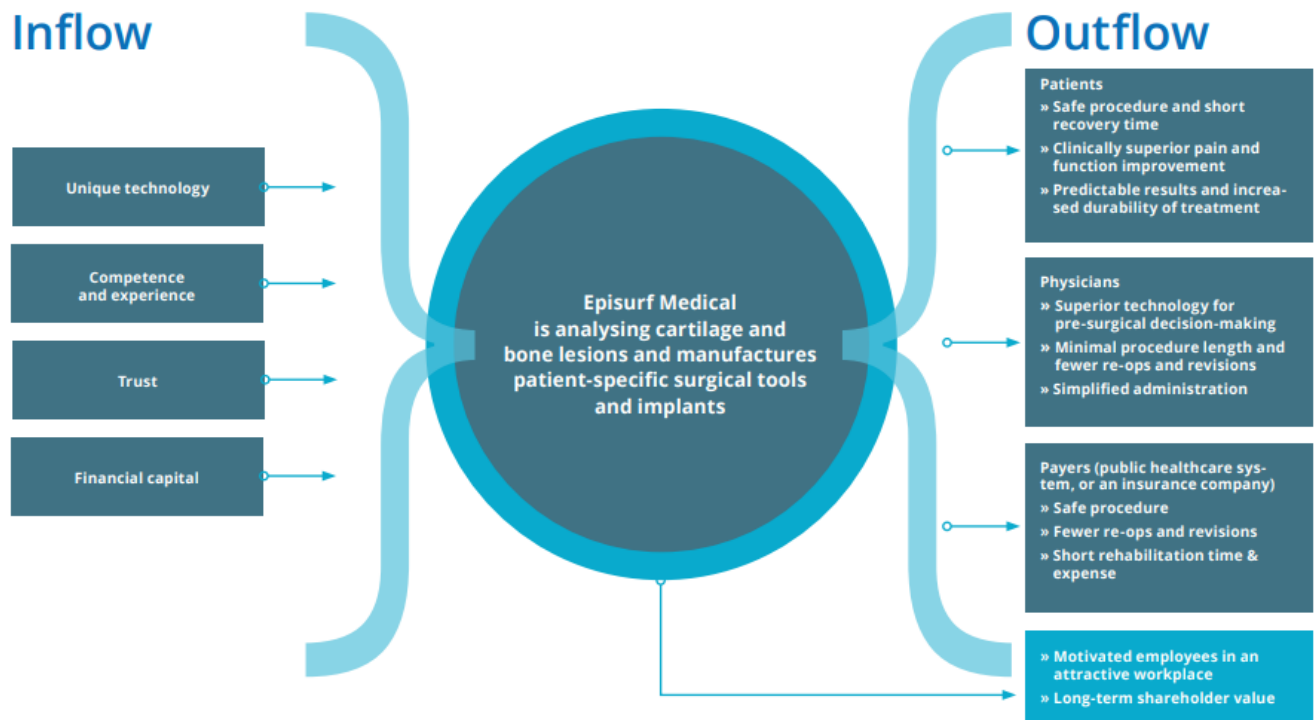 Inflow
Unique technology
Competence
and experience
Trust
Financial capital
Episurf Medical
is analysing cartilage and
bone lesions and manufactures
patient-specific surgical tools
and implants
Outflow
Patients
» Safe procedure and short
recovery time
» Clinically superior pain and
function improvement
» Predictable results and increa-
sed durability of treatment
Physicians
» Superior technology for
pre-surgical decision-making
» Minimal procedure length and
fewer re-ops and revisions
» Simplified administration
Payers (public healthcare sys-
tem, or an insurance company)
» Safe procedure
» Fewer re-ops and revisions
» Short rehabilitation time &
expense
» Motivated employees in an
attractive workplace
» Long-term shareholder value